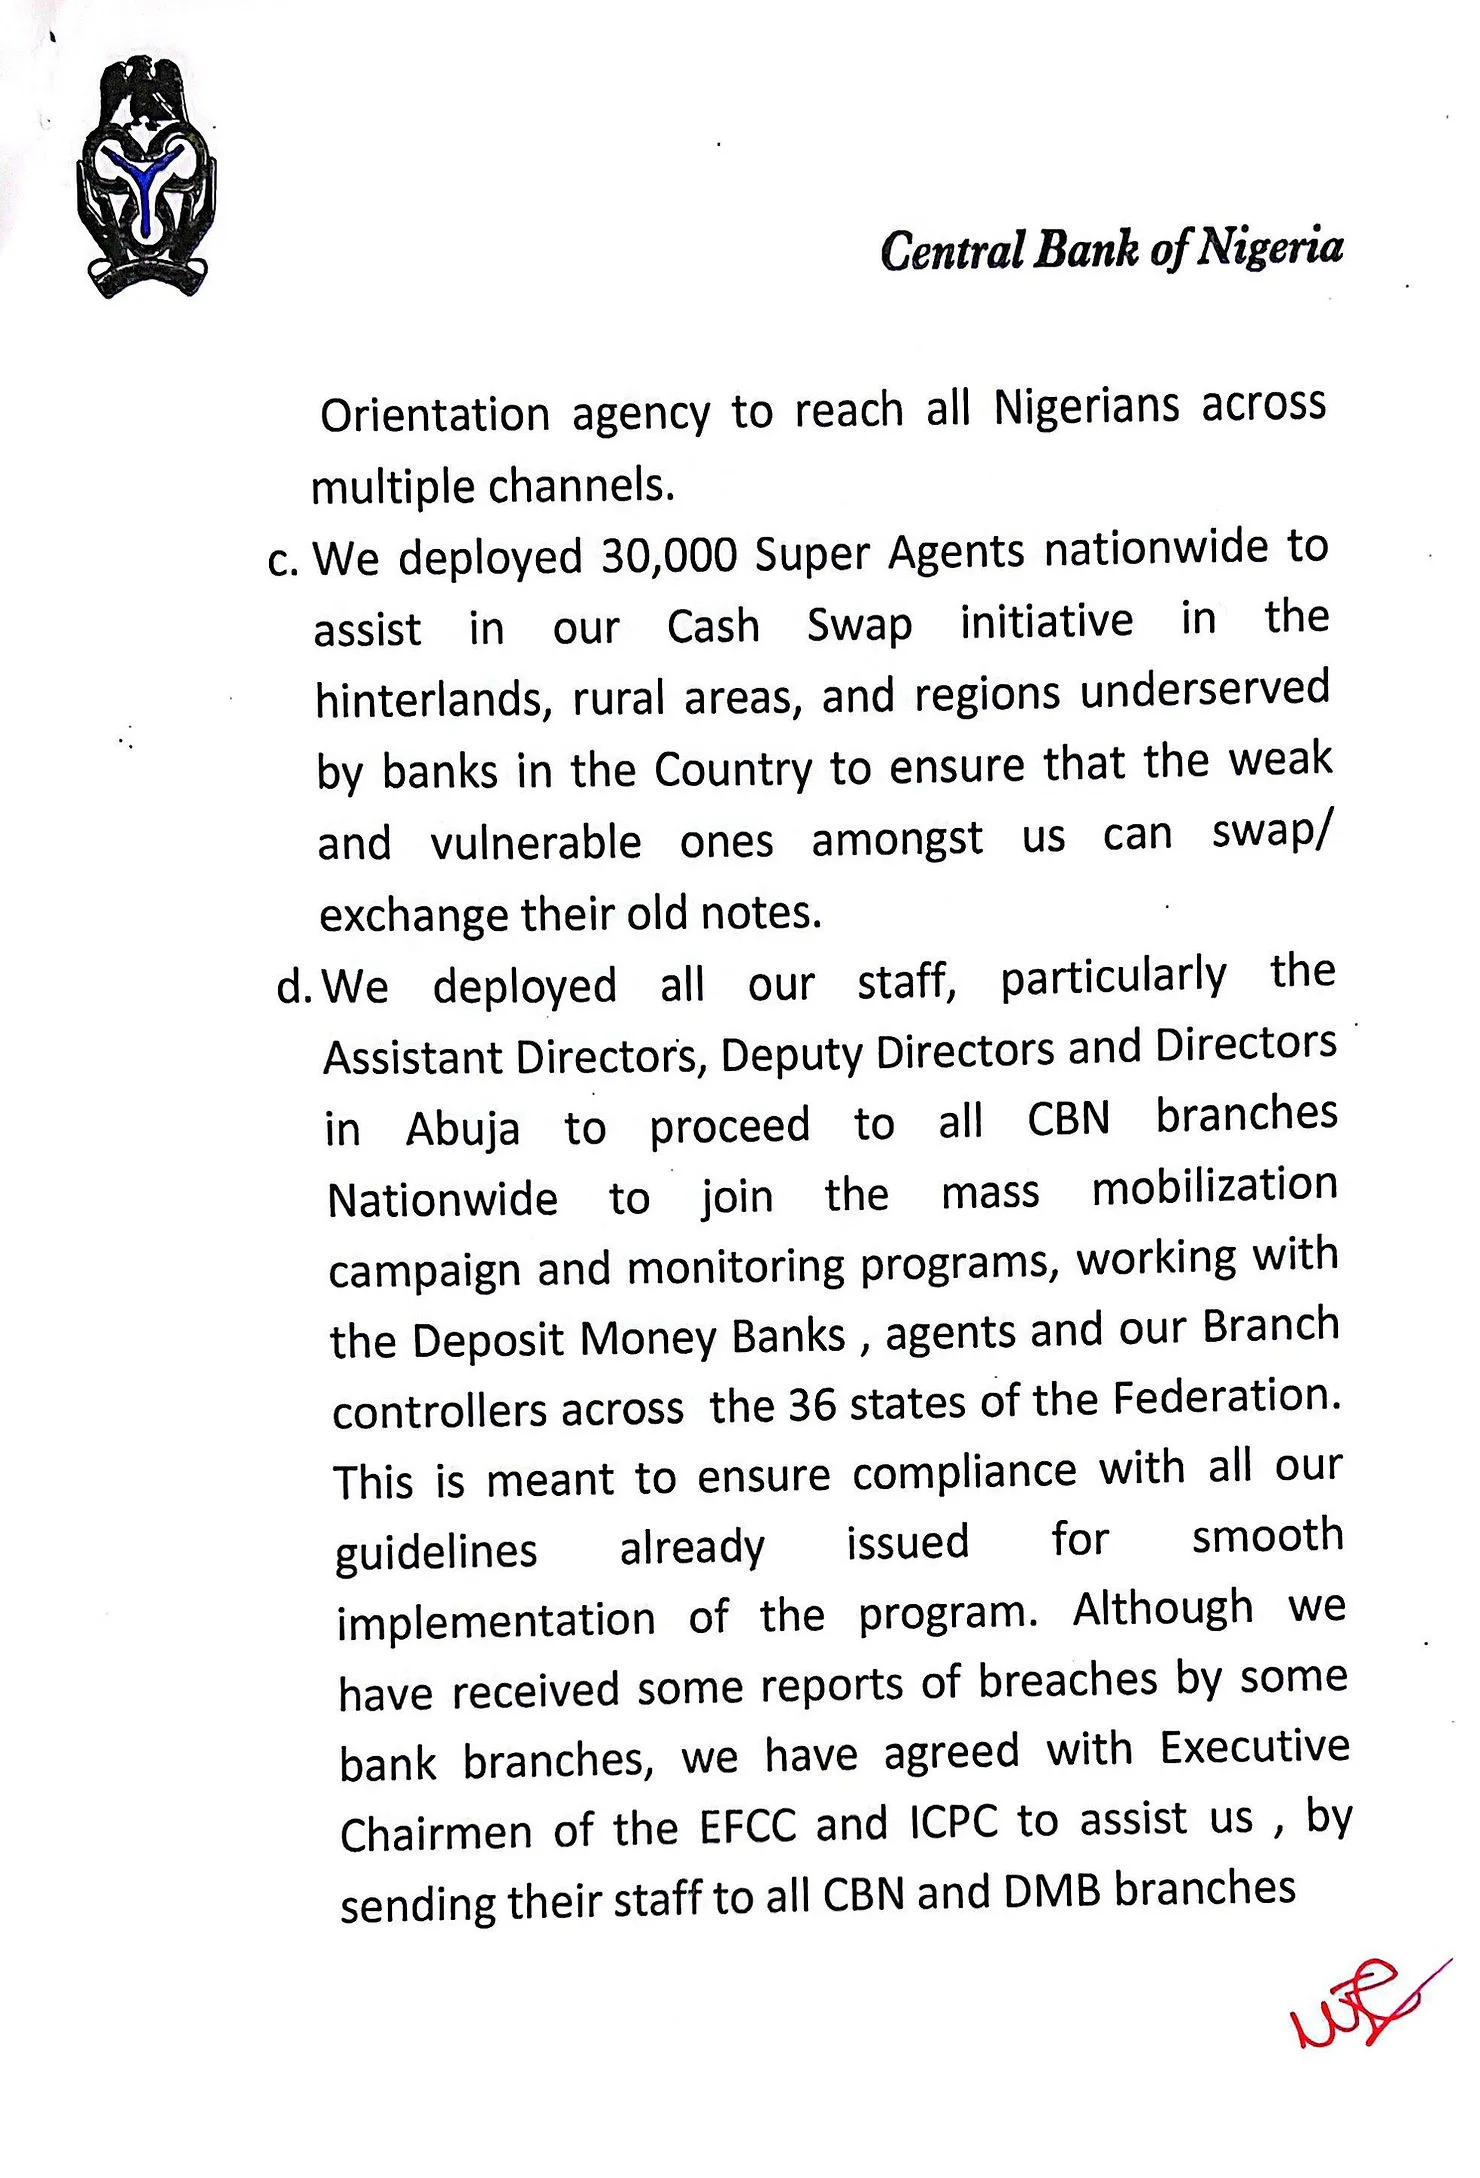 Central Bank of Nigeria
Orientation agency to reach all Nigerians across
multiple channels.
c. We deployed 30,000 Super Agents nationwide to
assist in our Cash Swap initiative in the
hinterlands, rural areas, and regions underserved
by banks in the Country to ensure that the weak
and vulnerable ones amongst us can swap/
exchange their old notes.
d. We deployed all our staff, particularly the
Assistant Directors, Deputy Directors and Directors
in Abuja to proceed to all CBN branches
Nationwide to join the mass mobilization
campaign and monitoring programs, working with
the Deposit Money Banks , agents and our Branch
controllers across the 36 states of the Federation.
This is meant to ensure compliance with all our
guidelines already issued for smooth
implementation of the program. Although we
have received some reports of breaches by some
bank branches, we have agreed with Executive
Chairmen of the EFCC and ICPC to assist us , by
sending their staff to all CBN and DMB branches